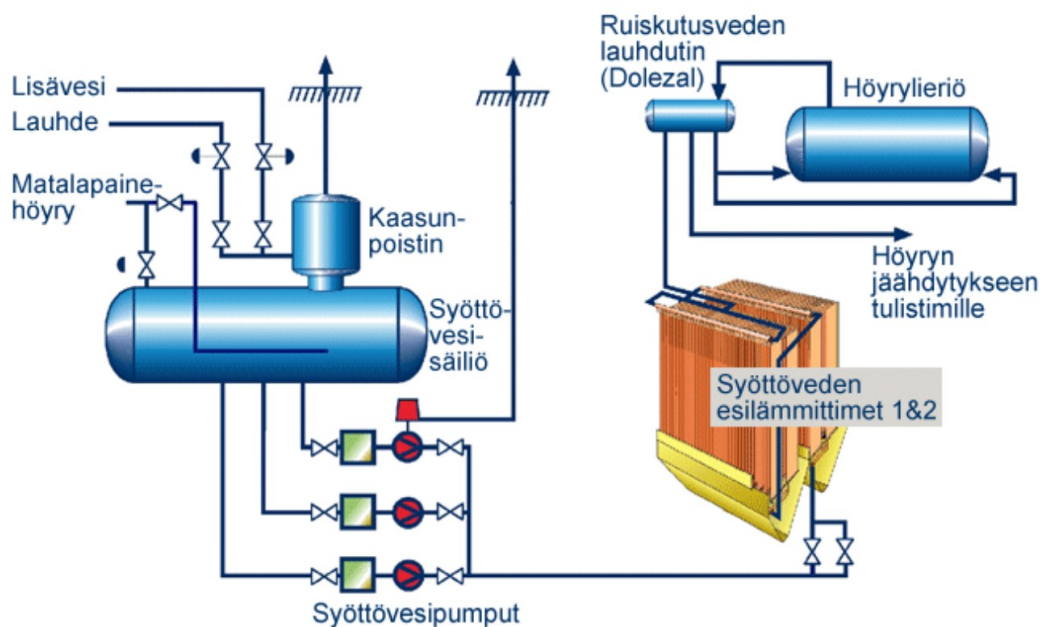 Lisävesi
Lauhde
Matalapaine-
höyry
Kaasun-
poistin
Syöttö-
vesi-
säiliö
Syöttövesipumput
Ruiskutusveden
lauhdutin
(Dolezal)
Höyrylieriö
Höyryn
jäähdytykseen
tulistimille
Syöttöveden
esilämmittimet 1&2